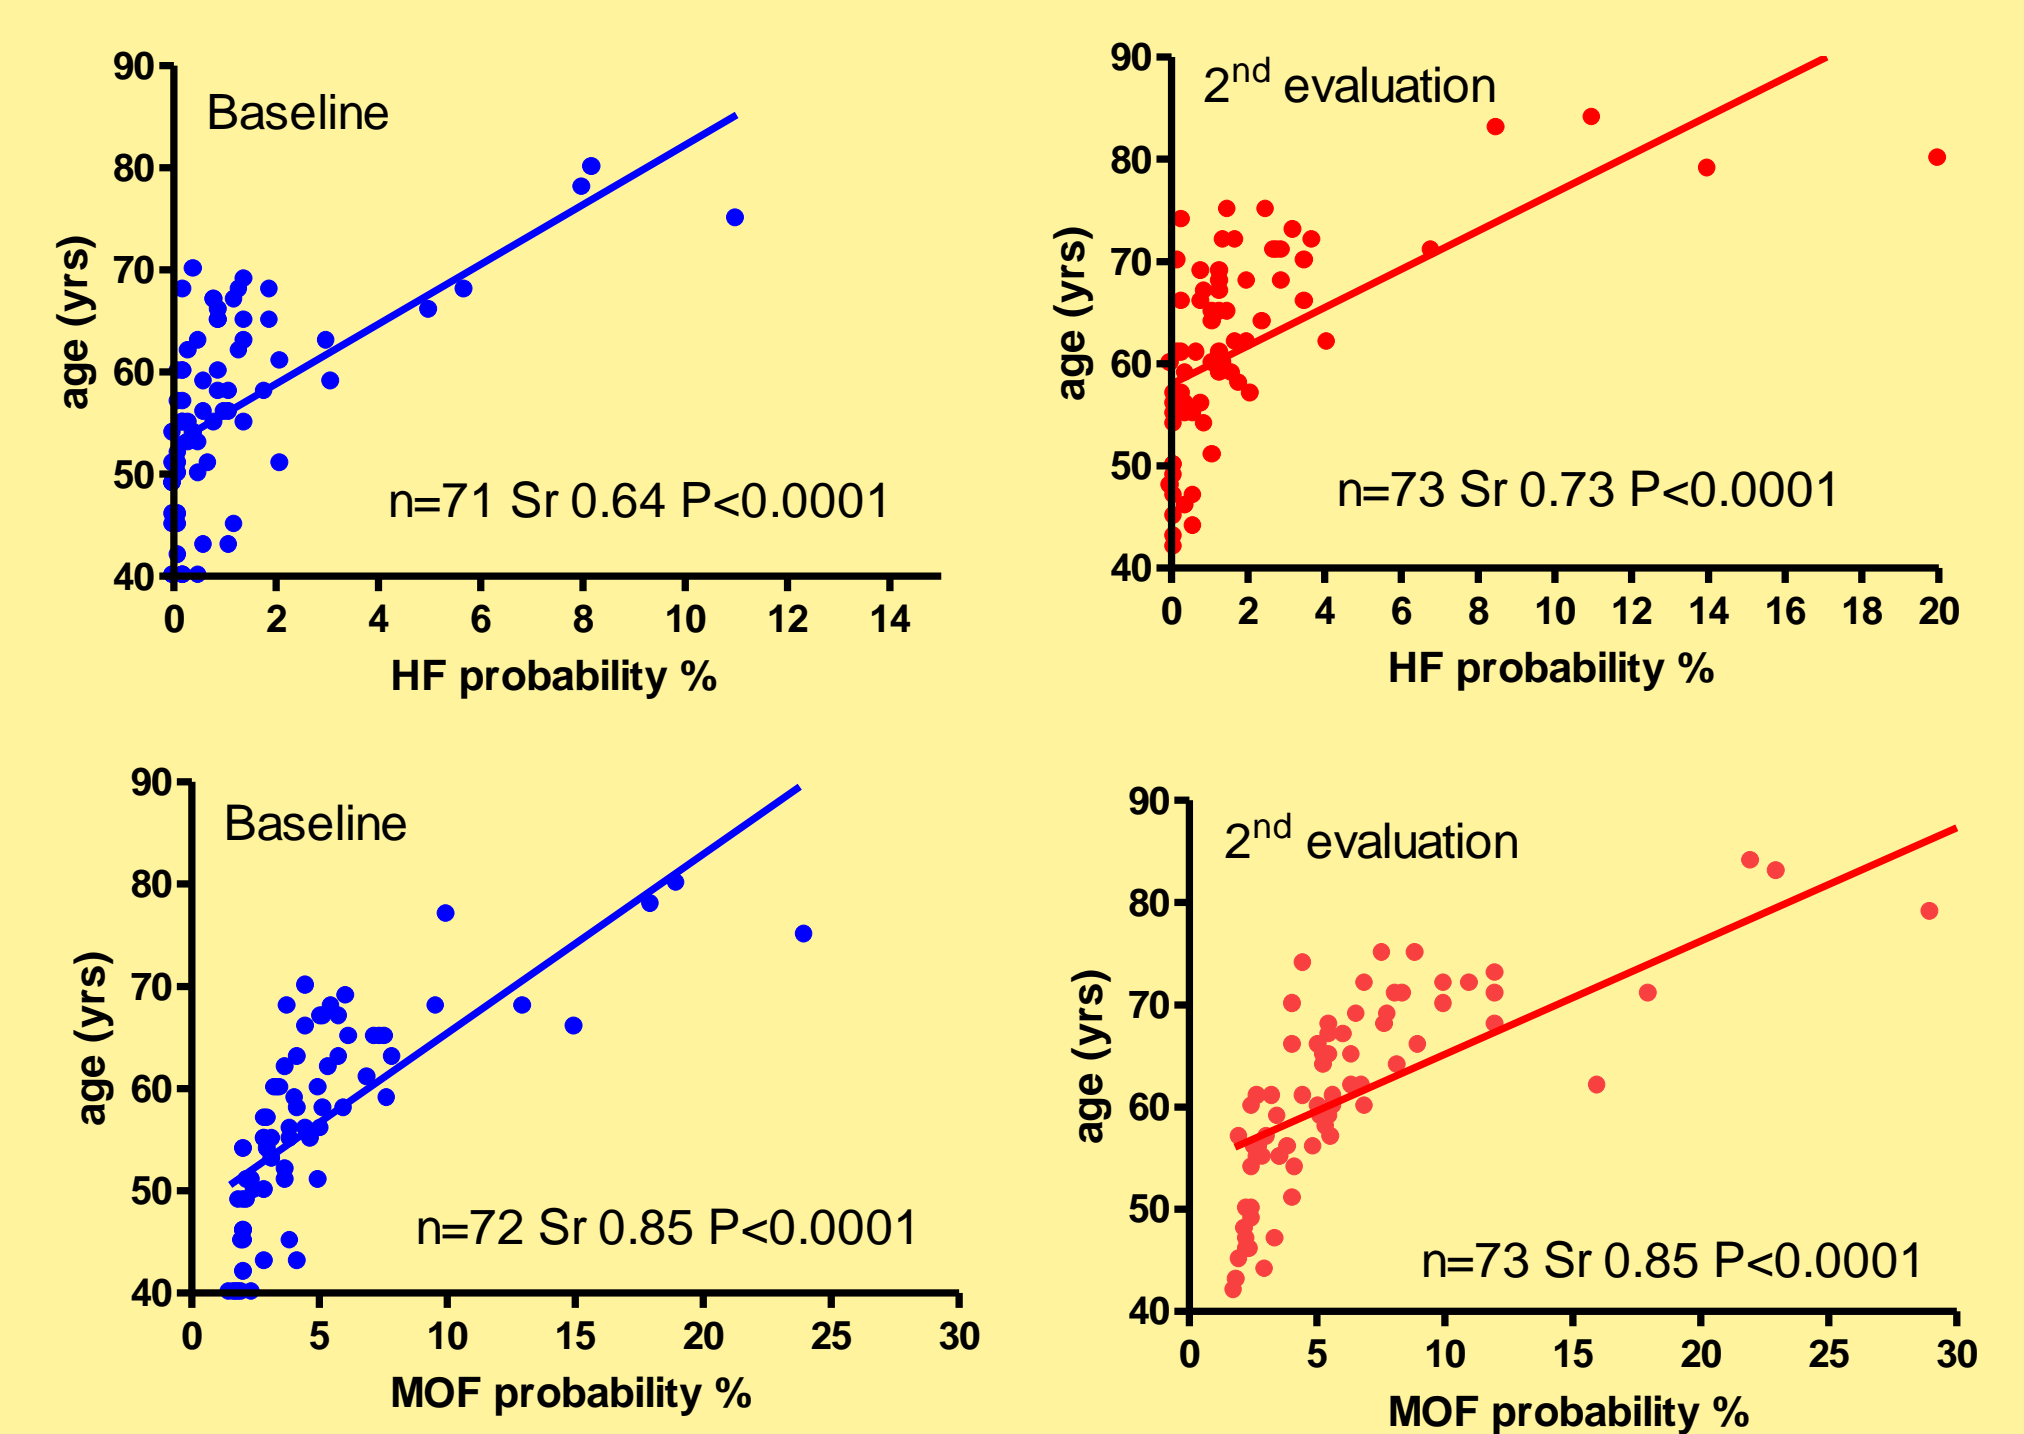 Baseline
90
80
70
60
50
40
age (yrs)
n=71 Sr 0.64 P<0.0001
0 2 4 6 8 10 12 14
HF probability %
2nd evaluation
90
80
70
60
50
40
age (yrs)
n=73 Sr 0.73 P<0.0001
0 2 4 6 8 10 12 14 16 18 20
HF probability %
Baseline
90
80
70
60
50
40
age (yrs)
n=72 Sr 0.85 P<0.0001
0 5 10 15 20 25 30
MOF probability %
2nd evaluation
90
80
70
60
50
40
age (yrs)
n=73 Sr 0.85 P<0.0001
0 5 10 15 20 25 30
MOF probability %